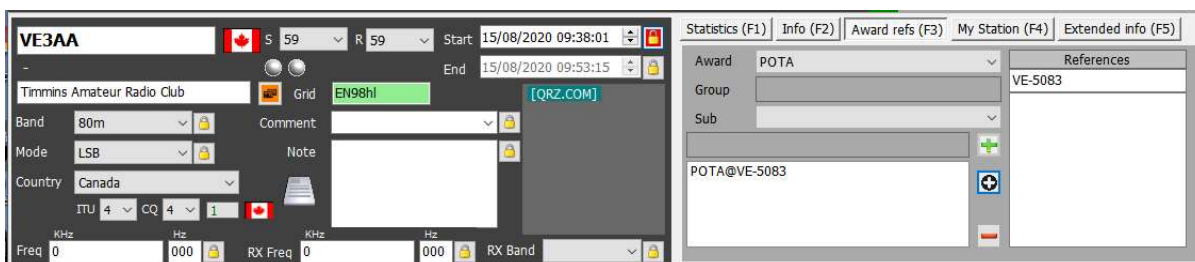 VE3AA S 59 R 59 Start 15/08/2020 09:38:01
- End 15/08/2020 09:53:15
Timmins Amateur Radio Club Grid EN98hl [QRZ.COM]
Band 80m Comment
Mode LSB Note
Country Canada
ITU 4 CQ 4 1
KHz Hz KHz Hz
Freq 0 000 RX Freq 0 000 RX Band
Statistics (F1) Info (F2) Award refs (F3) My Station (F4) Extended info (F5)
Award POTA References
Group VE-5083
Sub
POTA@VE-5083